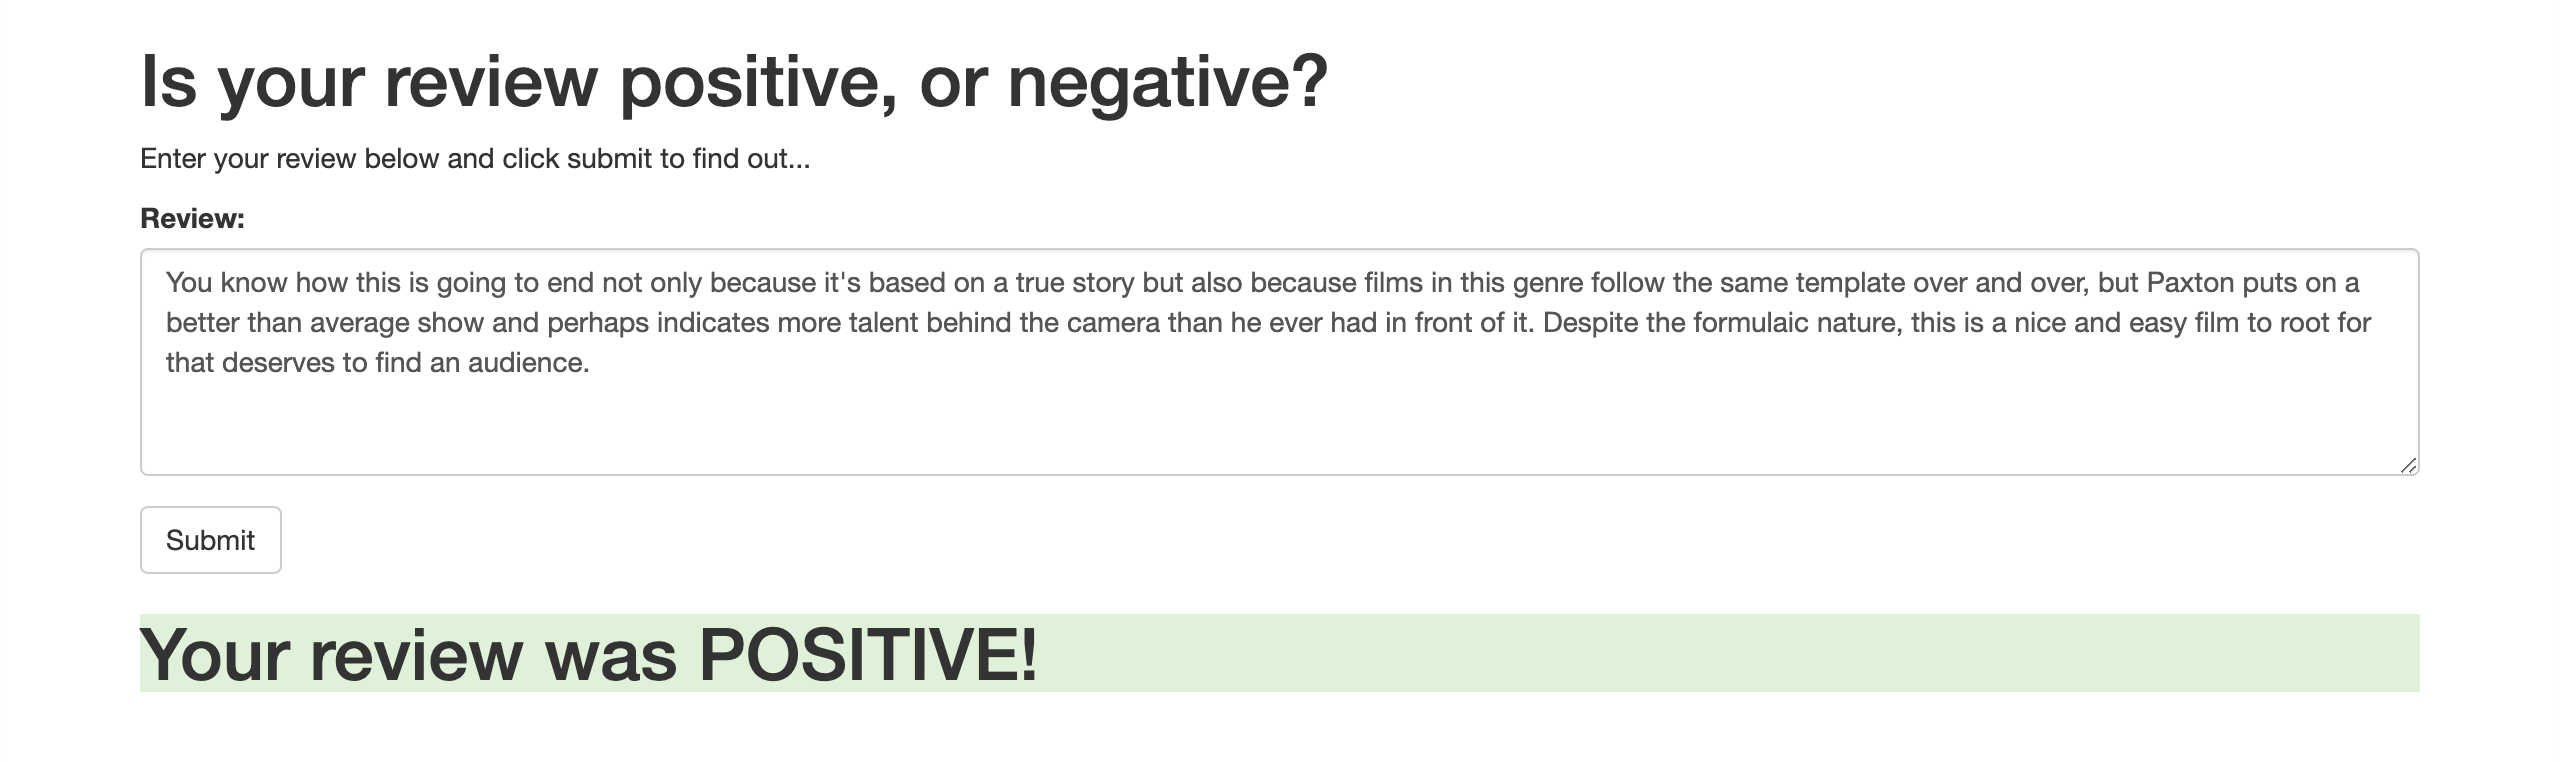 Is your review positive, or negative?
Enter your review below and click submit to find out...
Review:
You know how this is going to end not only because it's based on a true story but also because films in this genre follow the same template over and over, but Paxton puts on a
better than average show and perhaps indicates more talent behind the camera than he ever had in front of it. Despite the formulaic nature, this is a nice and easy film to root for
that deserves to find an audience.
Submit
Your review was POSITIVE!